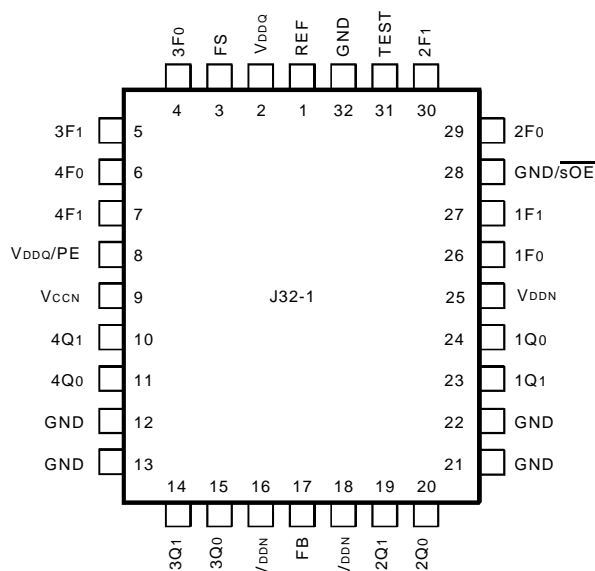 3F0 FS VDDQ REF GND TEST 2F1
4 3 2 1 32 31 30
3F1 5 29 2F0
4F0 6 28 GND/sOE
4F1 7 27 1F1
VDDQ/PE 8 26 1F0
VCCN 9 J32-1 25 VDDN
4Q1 10 24 1Q0
4Q0 11 23 1Q1
GND 12 22 GND
GND 13 21 GND
14 15 16 17 18 19 20
3Q1 3Q0 VDDN FB VDDN 2Q1 2Q0